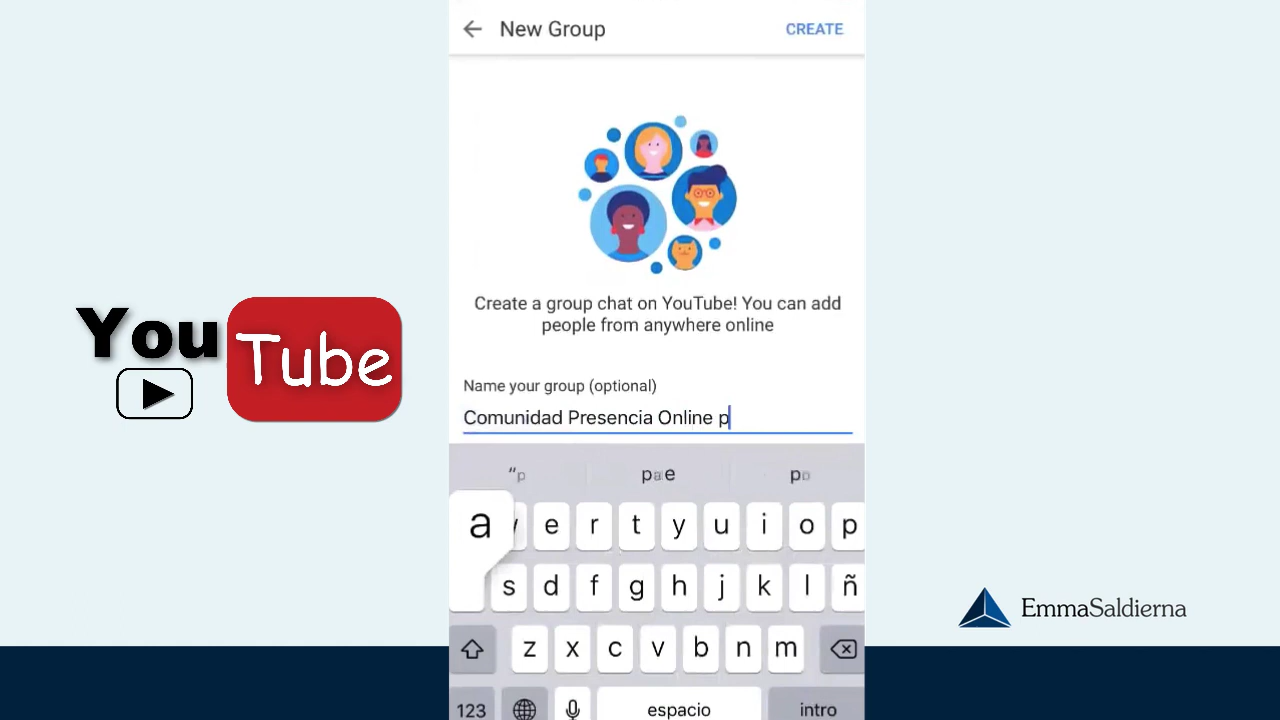 New Group
CREATE
Create a group chat on YouTube! You can add
people from anywhere online
Name your group (optional)
Comunidad Presencia Online p
You
Tube
a
e r t y u i o p
s d f g h j k l ñ
z x c v b n m
123
espacio
intro
EmmaSaldierna